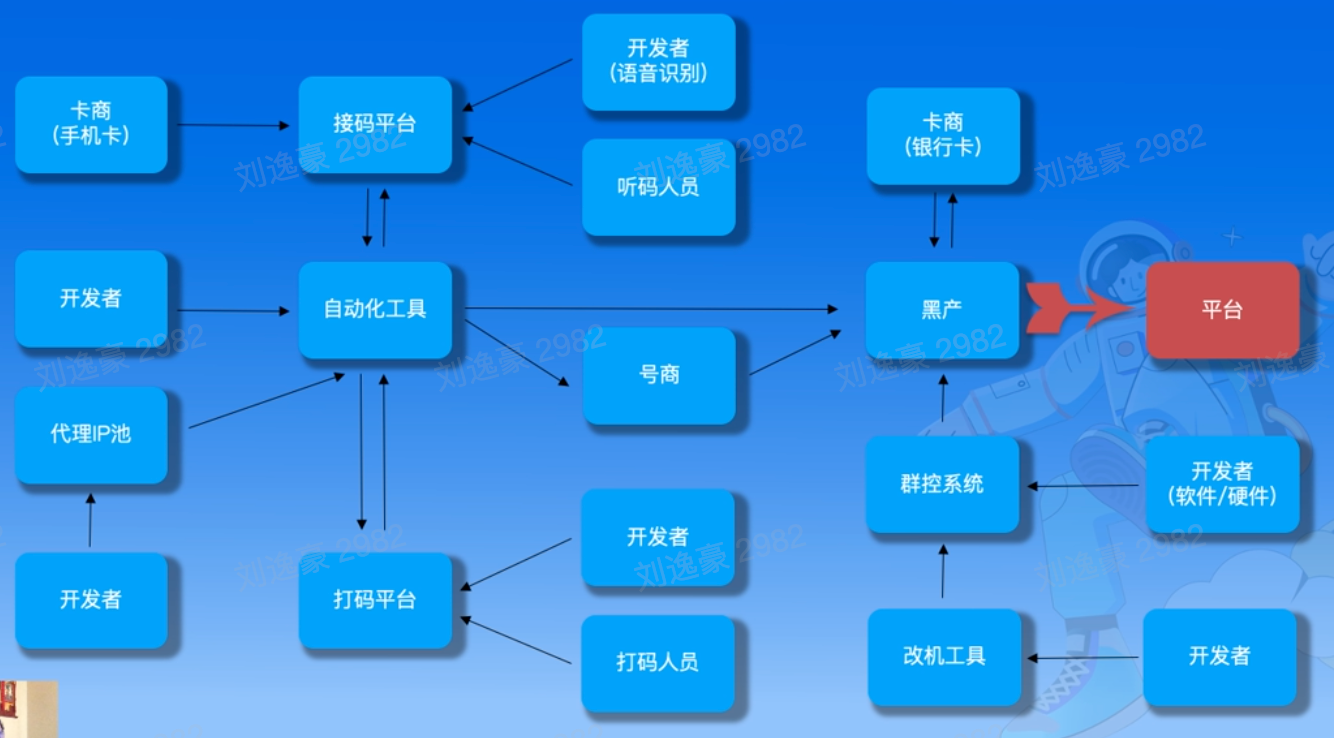 开发者
(语音识别)
卡商
(手机卡)
接码平台
卡商
(银行卡)
听码人员
开发者
自动化工具
黑产
平台
号商
代理IP池
群控系统
开发者
(软件/硬件)
开发者
开发者
打码平台
打码人员
改机工具
开发者
刘逸豪 2982
刘逸豪 2982
刘逸豪 2982
刘逸豪 2982
刘逸豪 2982
刘逸豪 2982
刘逸豪
刘逸豪 2982
刘逸豪 2982
刘逸豪 2982